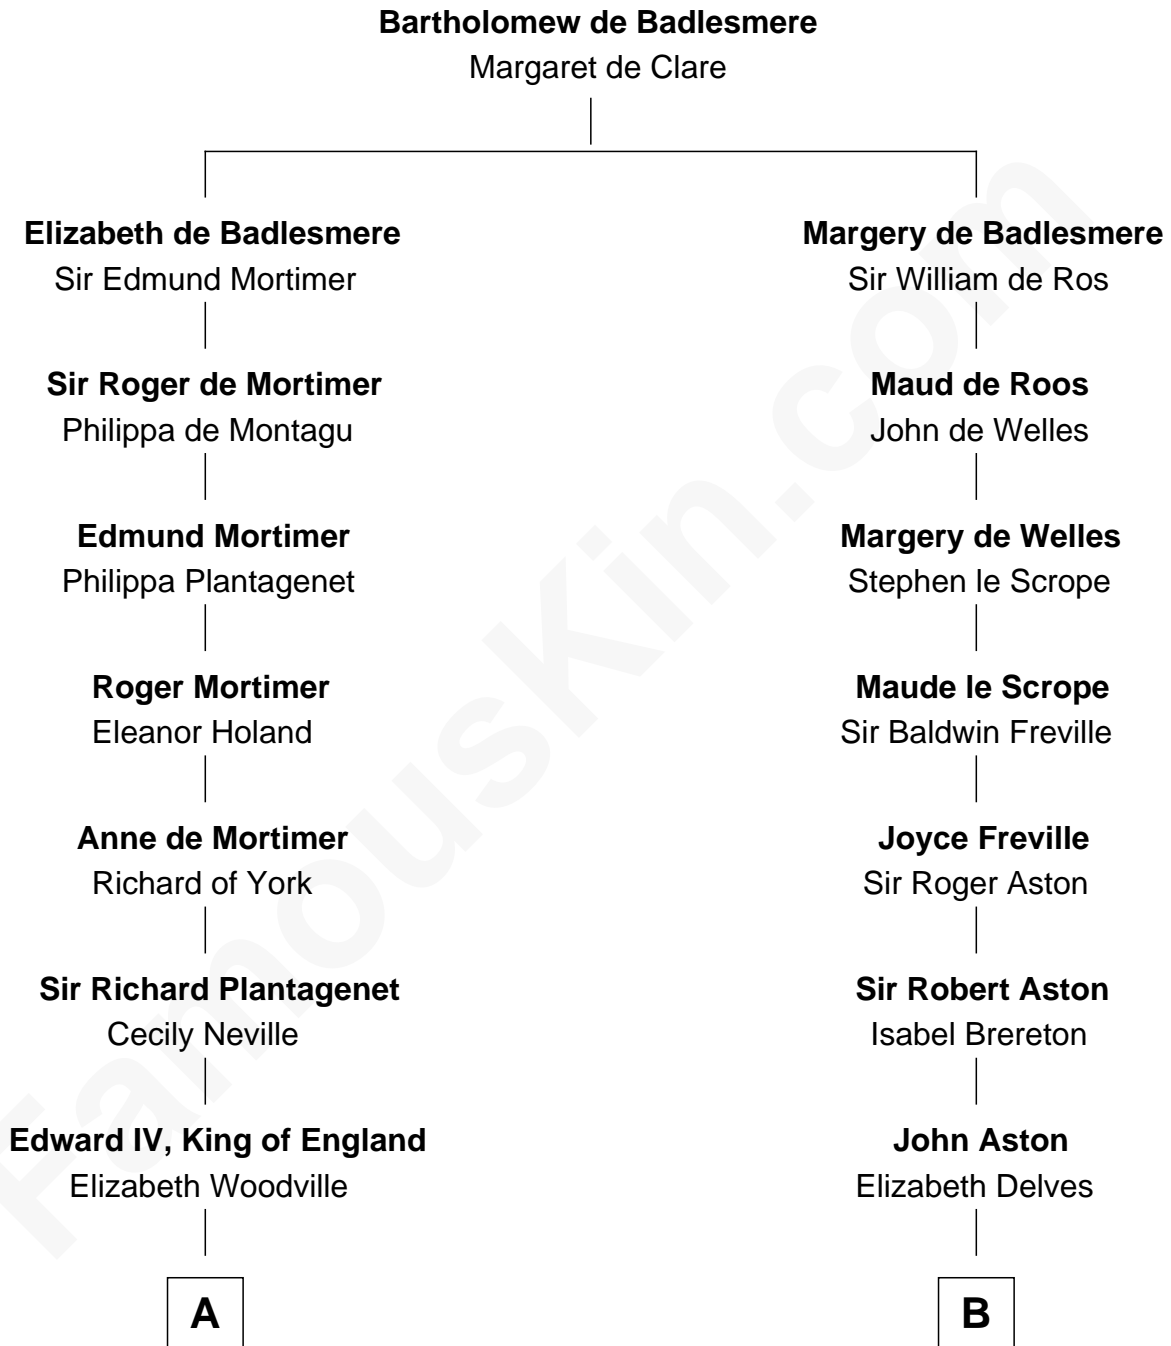 Bartholomew de Badlesmere
Margaret de Clare
Elizabeth de Badlesmere
Sir Edmund Mortimer
Margery de Badlesmere
Sir William de Ros
Sir Roger de Mortimer
Philippa de Montagu
Maud de Roos
John de Welles
Edmund Mortimer
Philippa Plantagenet
Margery de Welles
Stephen le Scrope
Roger Mortimer
Eleanor Holand
Maude le Scrope
Sir Baldwin Freville
Anne de Mortimer
Richard of York
Joyce Freville
Sir Roger Aston
Sir Richard Plantagenet
Cecily Neville
Sir Robert Aston
Isabel Brereton
Edward IV, King of England
Elizabeth Woodville
John Aston
Elizabeth Delves
A
B
FamousKin.com